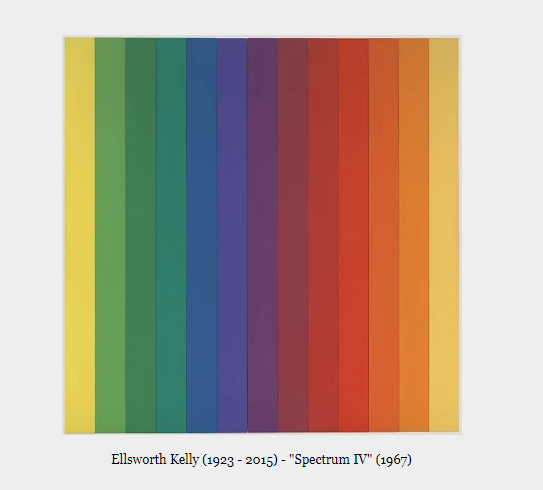 Ellsworth Kelly (1923 - 2015) - "Spectrum IV" (1967)